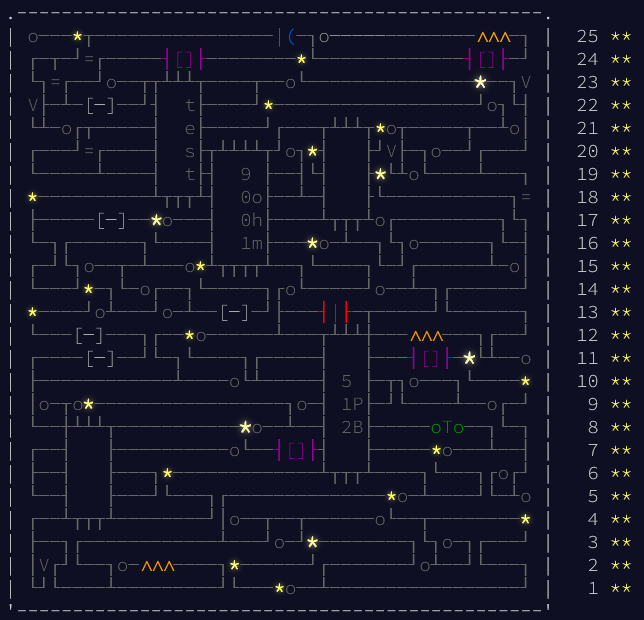 25 **
24 **
23 **
t 22 **
e 21 **
s 20 **
t 9 19 **
0o 18 **
0h 17 **
1m 16 **
15 **
14 **
13 **
12 **
11 **
5 10 **
1P 9 **
2B oTo 8 **
7 **
6 **
5 **
4 **
3 **
2 **
1 **